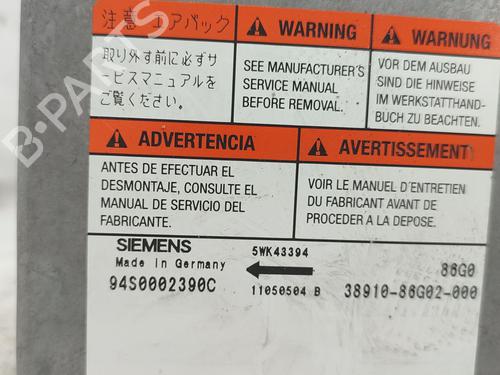 注意 エアバッグ
取り外す前に必ずサ
ービスマニュアルを
ご覧ください。
WARNING
SEE MANUFACTURER'S
SERVICE MANUAL
BEFORE REMOVAL.
WARNUNG
VOR DEM AUSBAU
SIND DIE HINWEISE
IM WERKSTATTHAND-
BUCH ZU BEACHTEN.
ADVERTENCIA
ANTES DE EFECTUAR EL
DESMONTAJE, CONSULTE EL
MANUAL DE SERVICIO DEL
FABRICANTE.
AVERTISSEMENT
VOIR LE MANUEL D'ENTRETIEN
DU FABRICANT AVANT DE
PROCEDER A LA DEPOSE.
SIEMENS
Made in Germany
94S0002390C
5WK43394
11050504 B
86G0
38910-86G02-000